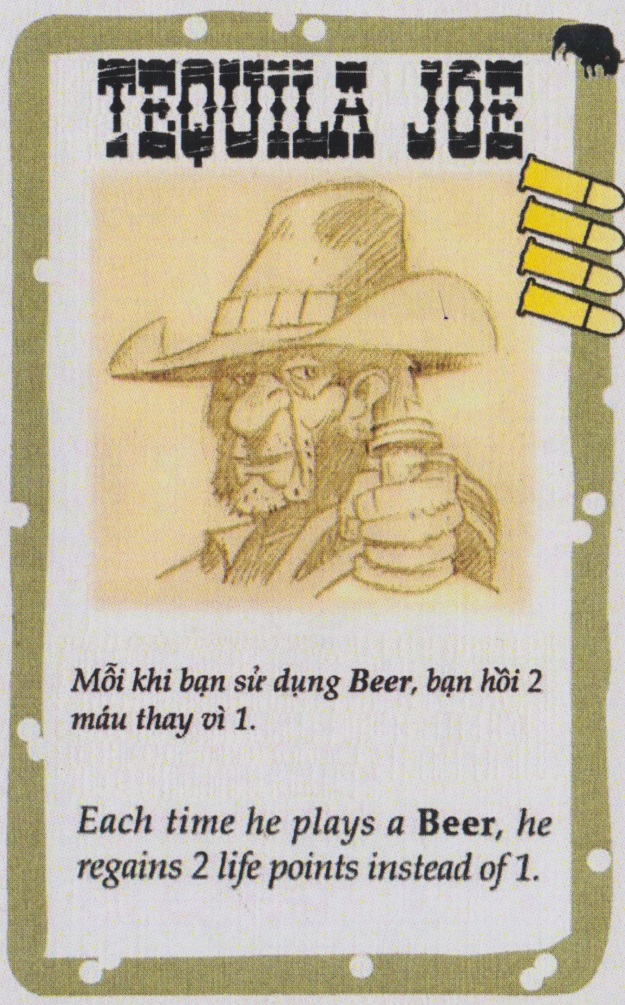 TEQUILA JOE
Mỗi khi bạn sử dụng Beer, bạn hồi 2
máu thay vì 1.
Each time he plays a Beer, he
regains 2 life points instead of 1.